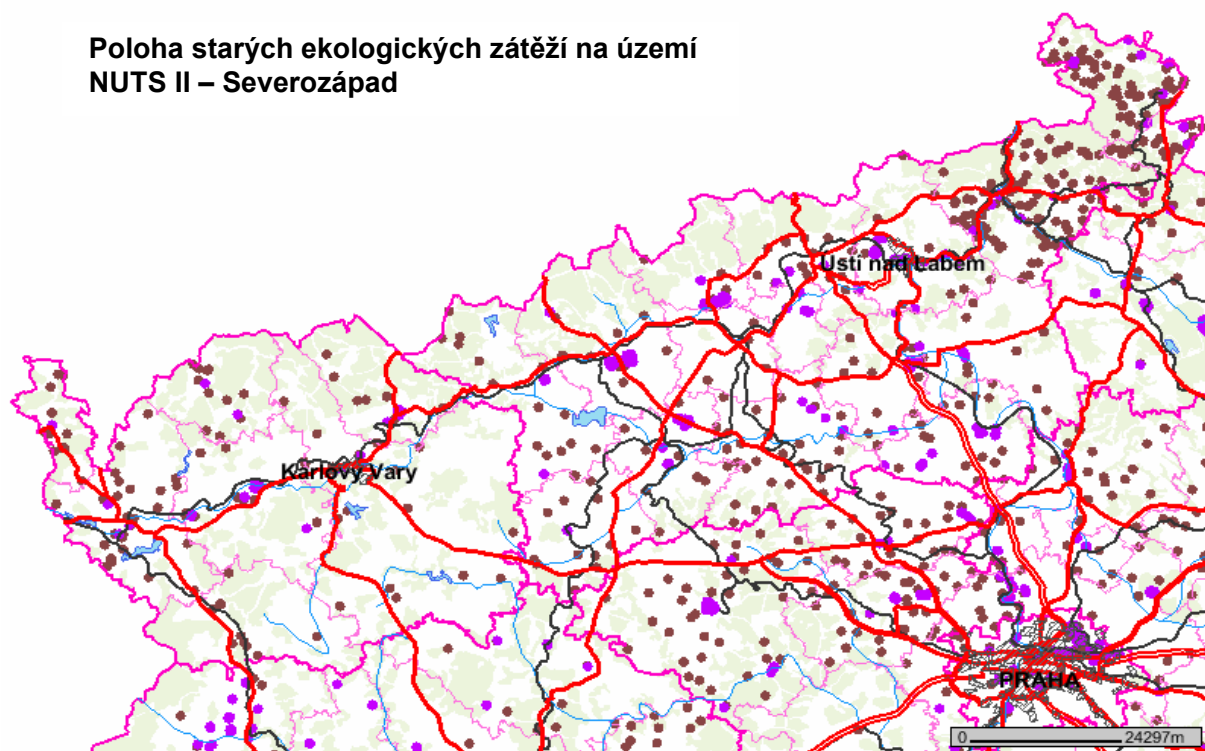 Poloha starých ekologických zátěží na území
NUTS II – Severozápad
Ústí nad Labem
Karlovy Vary
PRAHA
0 24297m